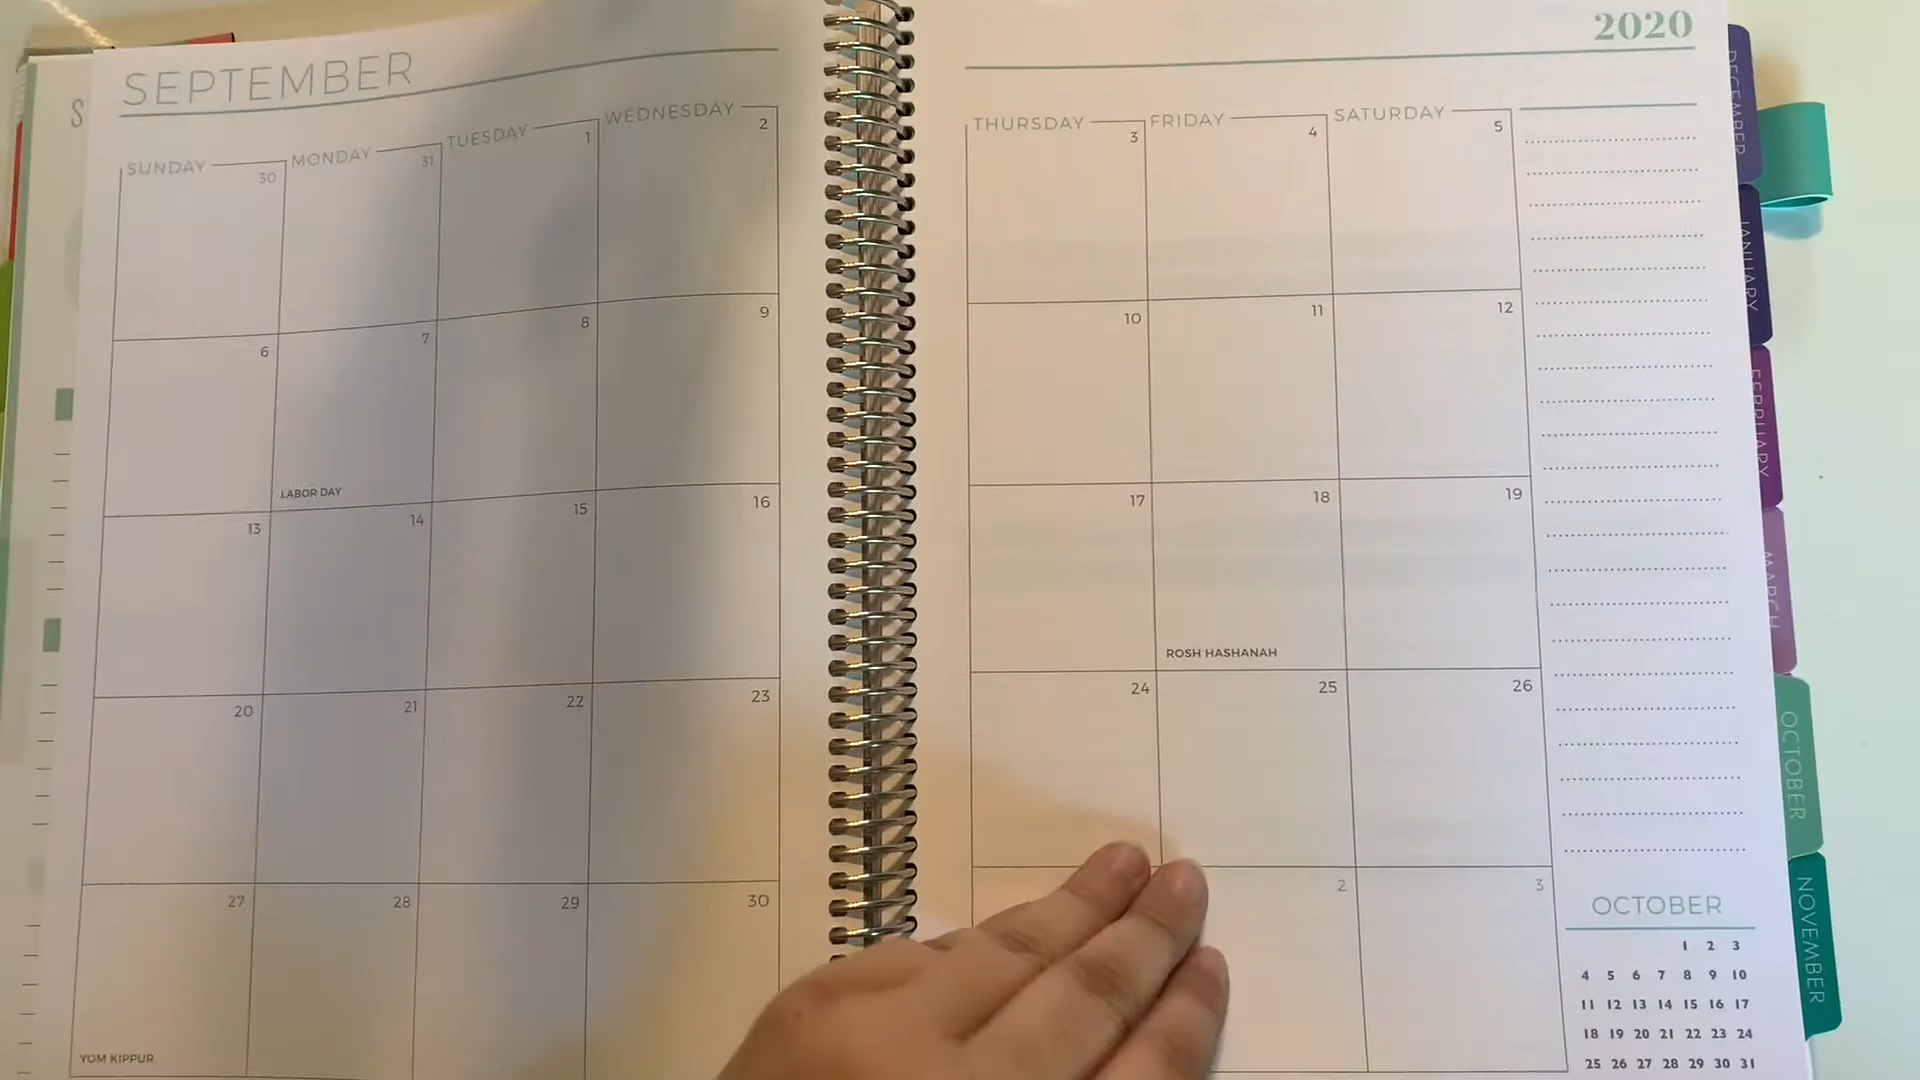 SEPTEMBER
2020
SUNDAY MONDAY TUESDAY WEDNESDAY THURSDAY FRIDAY SATURDAY
30 31 1 2 3 4 5
6 7 8 9 10 11 12
LABOR DAY
13 14 15 16 17 18 19
ROSH HASHANAH
20 21 22 23 24 25 26
27 28 29 30 2 3
YOM KIPPUR
OCTOBER
1 2 3
4 5 6 7 8 9 10
11 12 13 14 15 16 17
18 19 20 21 22 23 24
25 26 27 28 29 30 31
DECEMBER
JANUARY
FEBRUARY
MARCH
OCTOBER
NOVEMBER
S